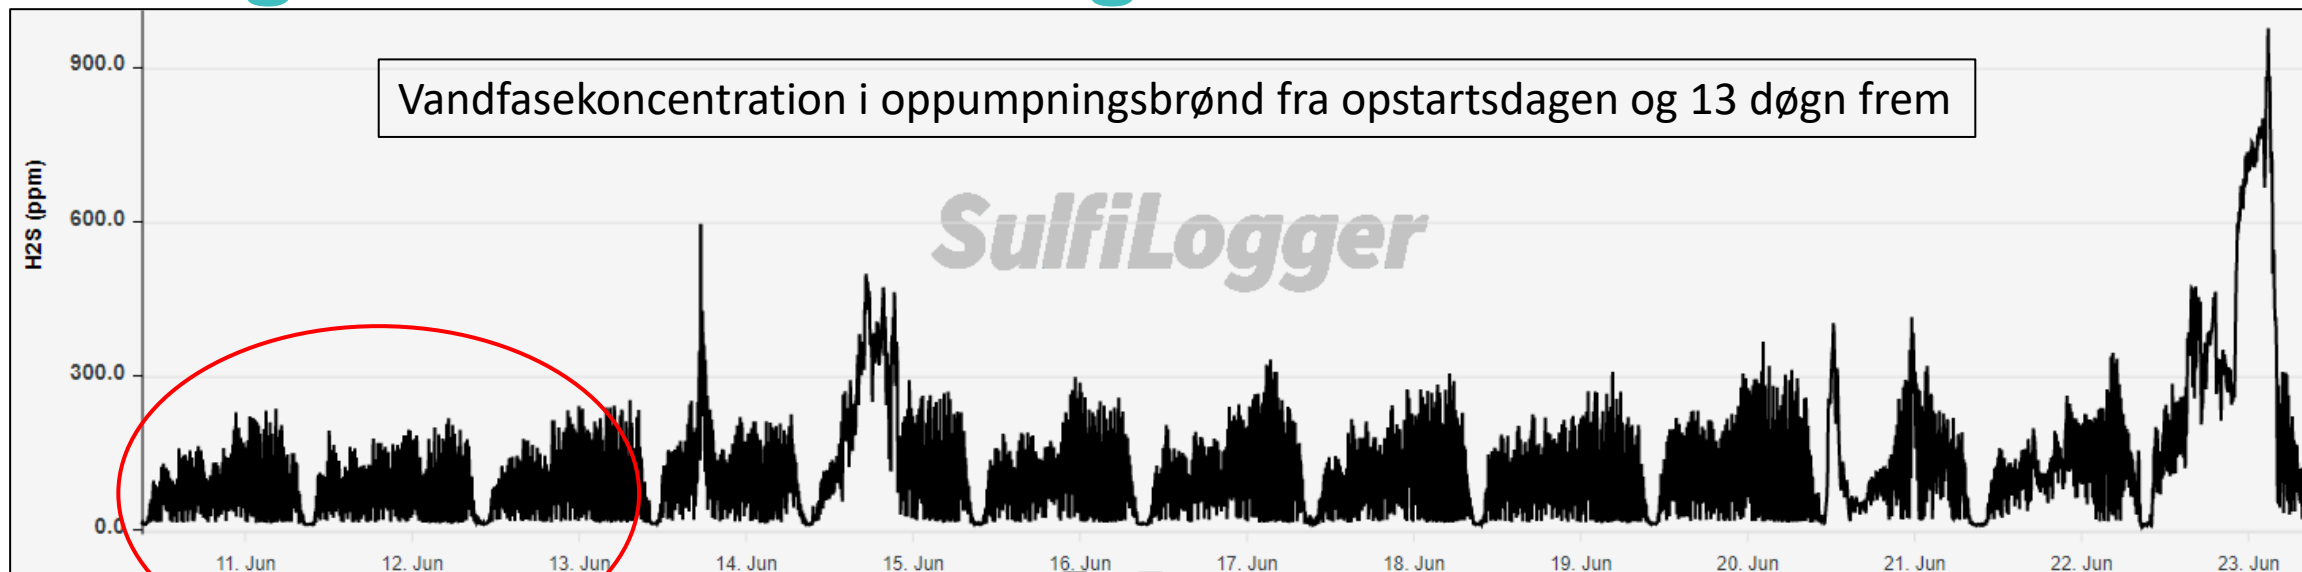 Vandfasekoncentration i oppumpningsbrønd fra opstartsdagen og 13 døgn frem
SulfiLogger
H2S (ppm)
900.0
600.0
300.0
0.0
11. Jun 12. Jun 13. Jun 14. Jun 15. Jun 16. Jun 17. Jun 18. Jun 19. Jun 20. Jun 21. Jun 22. Jun 23. Jun